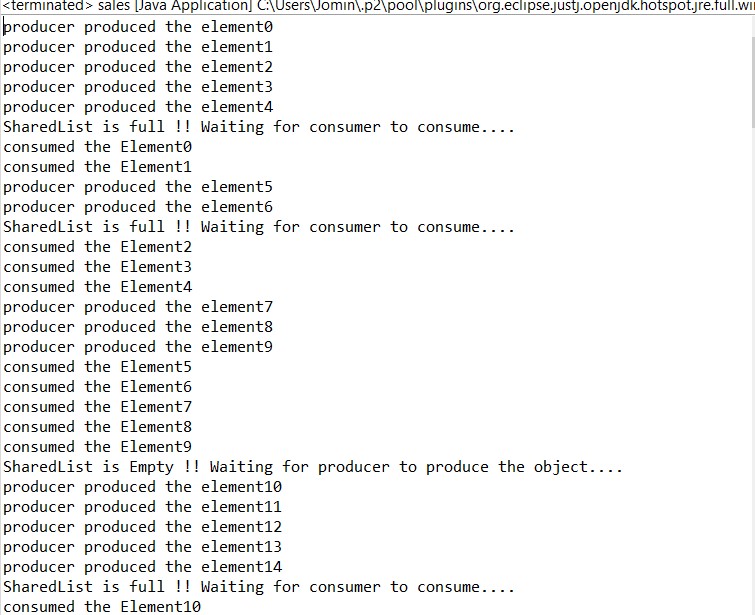 <terminated> sales [Java Application] C:\Users\Jomin\.p2\pool\plugins\org.eclipse.justj.openjdk.hotspot.jre.full.wi
producer produced the element0
producer produced the element1
producer produced the element2
producer produced the element3
producer produced the element4
SharedList is full !! Waiting for consumer to consume....
consumed the Element0
consumed the Element1
producer produced the element5
producer produced the element6
SharedList is full !! Waiting for consumer to consume....
consumed the Element2
consumed the Element3
consumed the Element4
producer produced the element7
producer produced the element8
producer produced the element9
consumed the Element5
consumed the Element6
consumed the Element7
consumed the Element8
consumed the Element9
SharedList is Empty !! Waiting for producer to produce the object....
producer produced the element10
producer produced the element11
producer produced the element12
producer produced the element13
producer produced the element14
SharedList is full !! Waiting for consumer to consume....
consumed the Element10